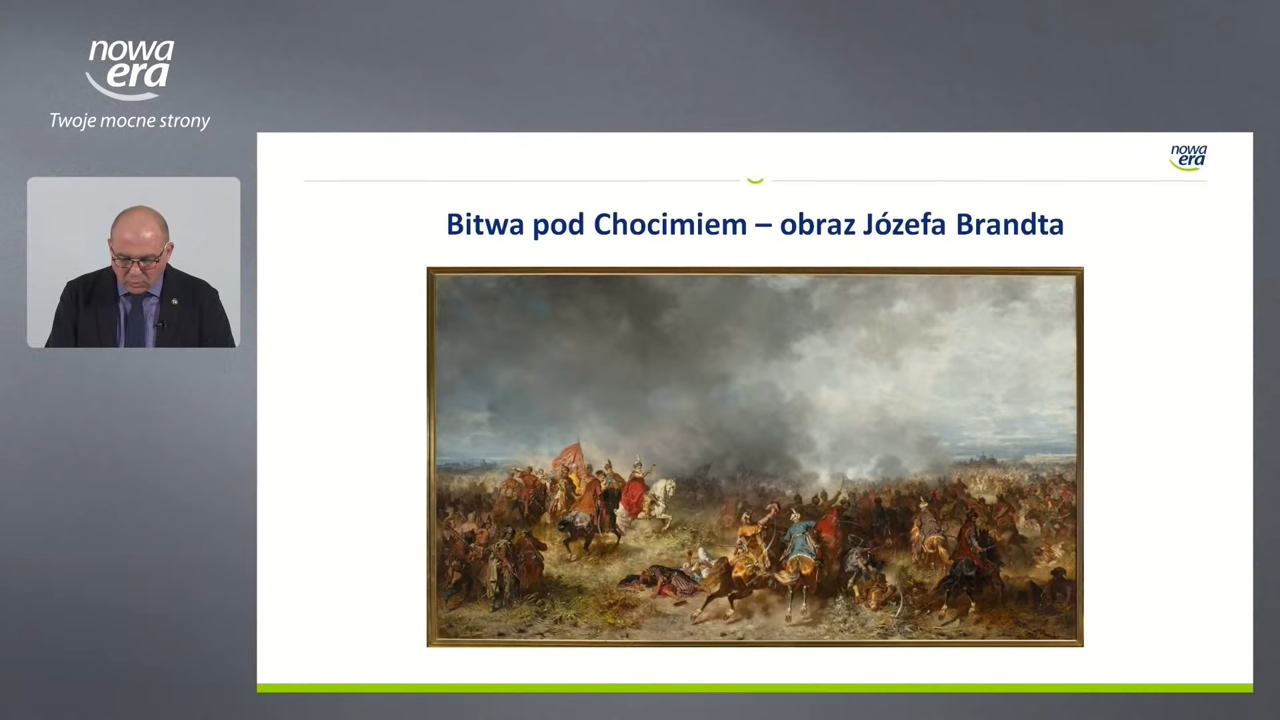 nowa
era
Twoje mocne strony
nowa
era
Bitwa pod Chocimiem – obraz Józefa Brandta